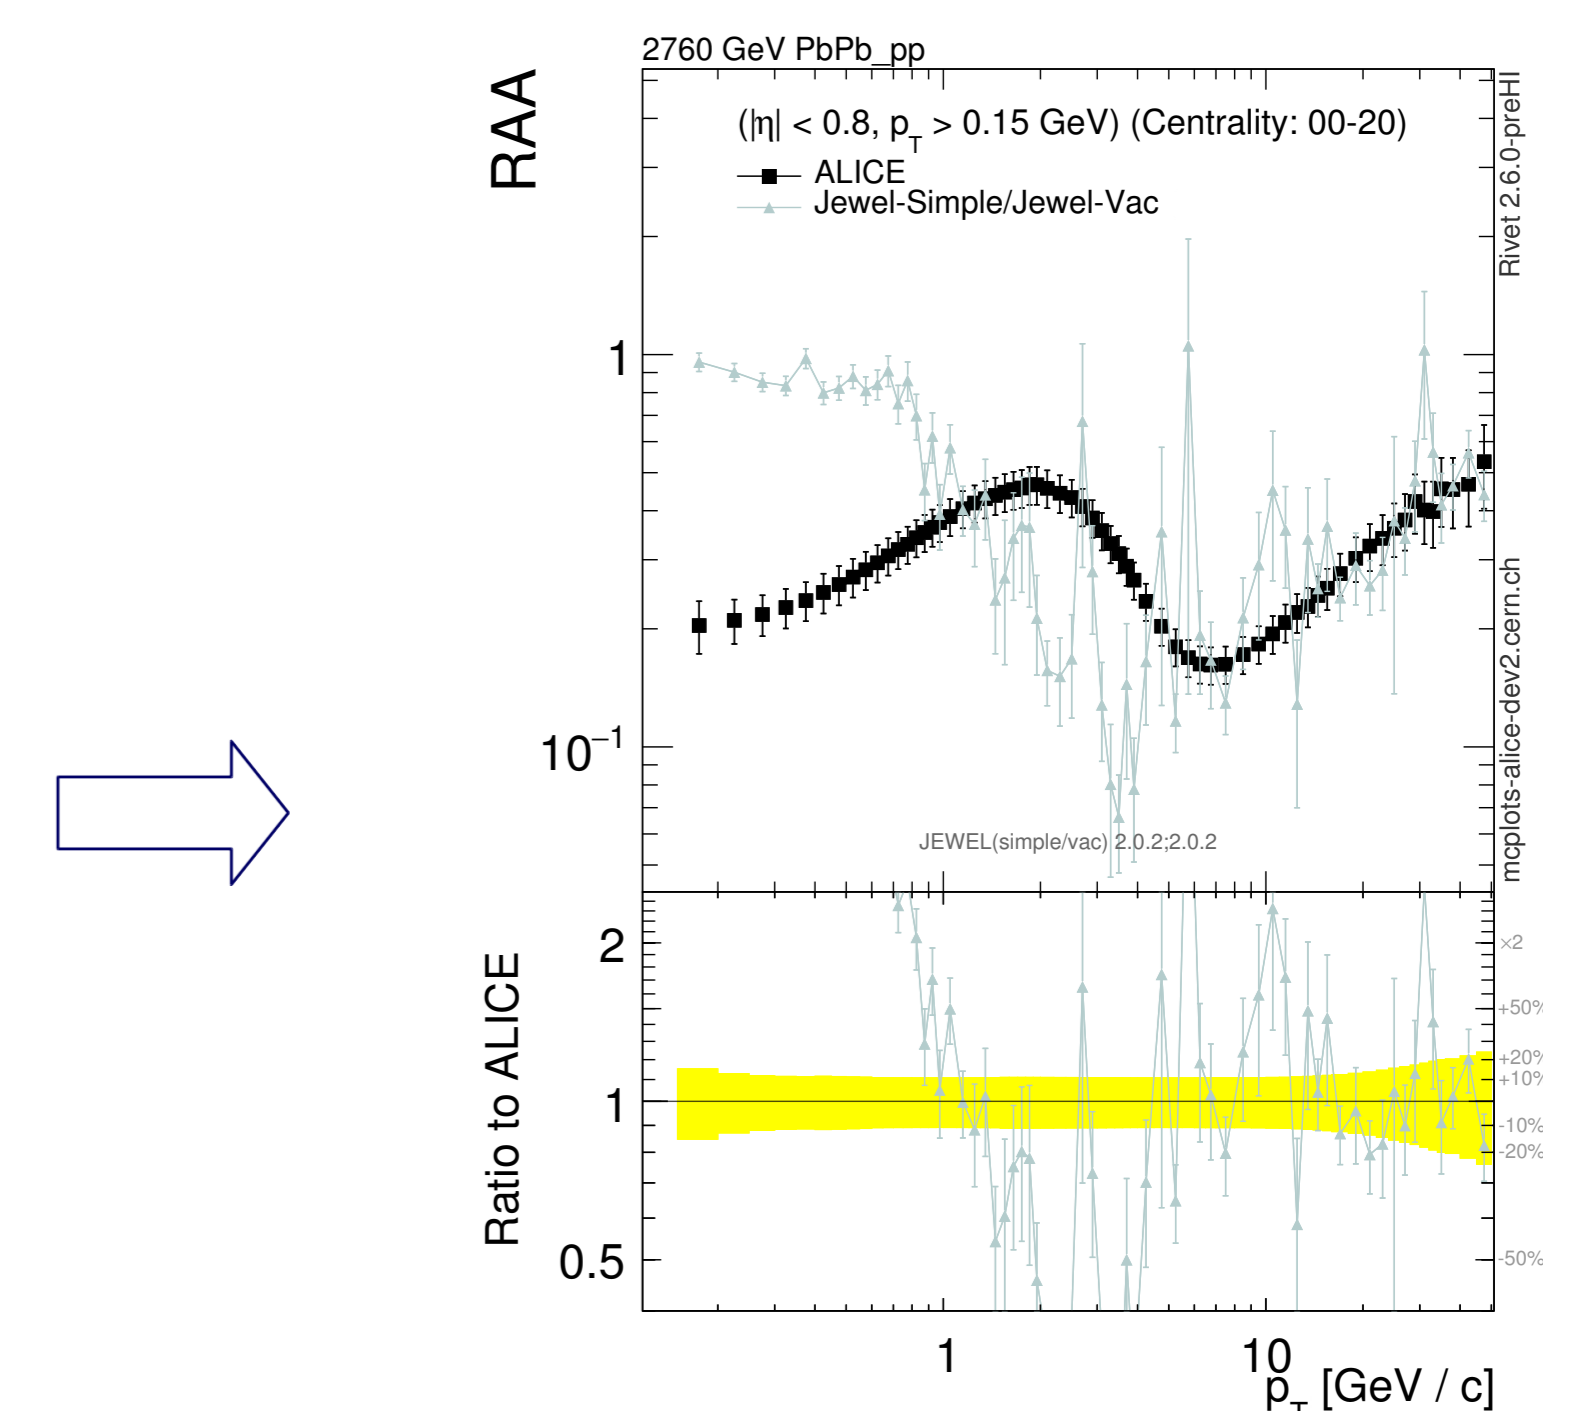 2760 GeV PbPb_pp
RAA
(|η| < 0.8, p_T > 0.15 GeV) (Centrality: 00-20)
ALICE
Jewel-Simple/Jewel-Vac
Rivet 2.6.0-preHI
1
10⁻¹
mcplots-alice-dev2.cern.ch
JEWEL(simple/vac) 2.0.2;2.0.2
Ratio to ALICE
2
1
0.5
×2
+50%
+20%
+10%
-10%
-20%
-50%
1
10
p_T [GeV / c]